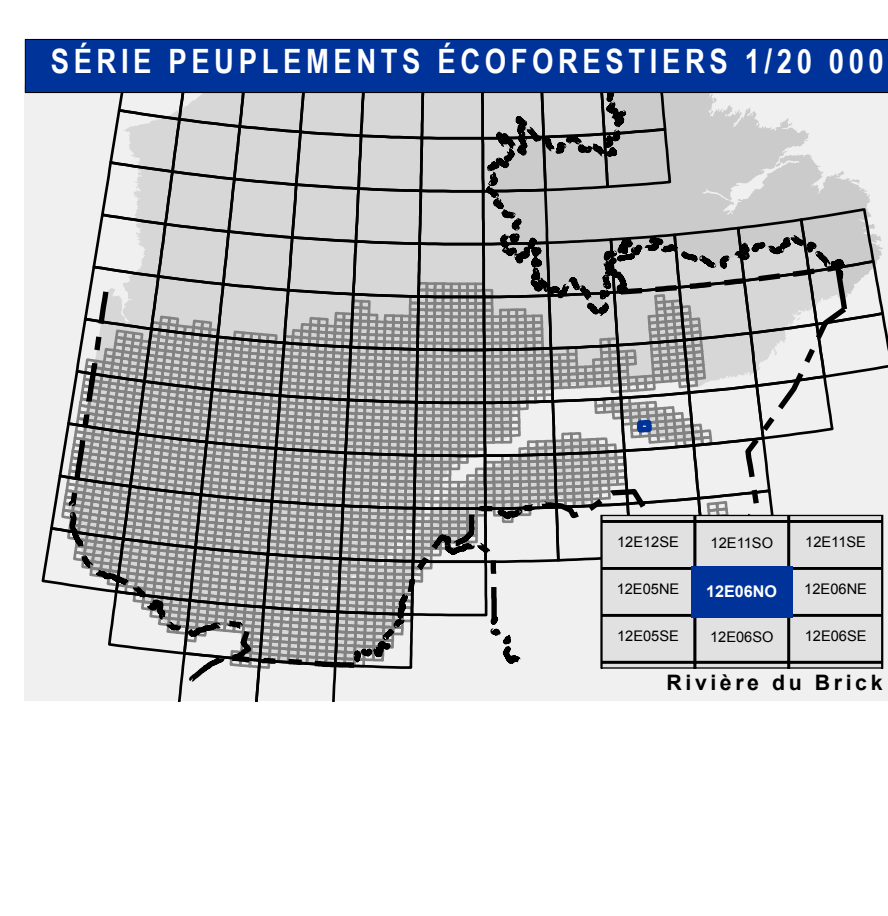 SÉRIE PEUPLEMENTS ÉCOFORESTIERS 1/20 000
12E12SE 12E11SO 12E11SE
12E05NE 12E06NO 12E06NE
12E05SE 12E06SO 12E06SE
Rivière du Brick